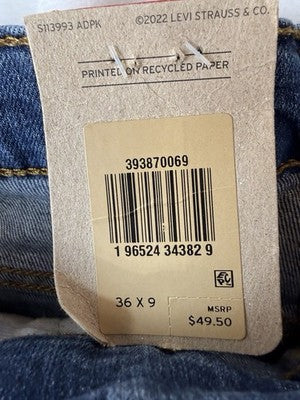 S113993 ADPK
©2022 LEVI STRAUSS & CO.
PRINTED ON RECYCLED PAPER
393870069
1 96524 34382 9
36 X 9
MSRP
$49.50